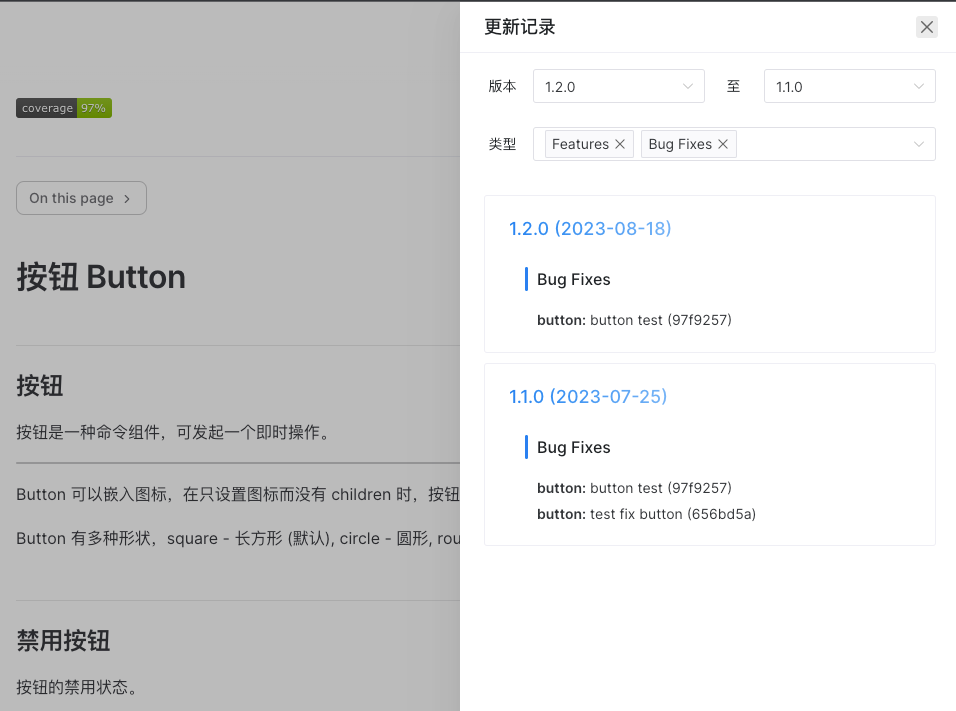 coverage 97%
On this page
按钮 Button
按钮
按钮是一种命令组件，可发起一个即时操作。
Button 可以嵌入图标，在只设置图标而没有 children 时，按钮
Button 有多种形状，square - 长方形 (默认), circle - 圆形, rou
禁用按钮
按钮的禁用状态。
更新记录
版本 1.2.0 至 1.1.0
类型 Features Bug Fixes
1.2.0 (2023-08-18)
Bug Fixes
button: button test (97f9257)
1.1.0 (2023-07-25)
Bug Fixes
button: button test (97f9257)
button: test fix button (656bd5a)